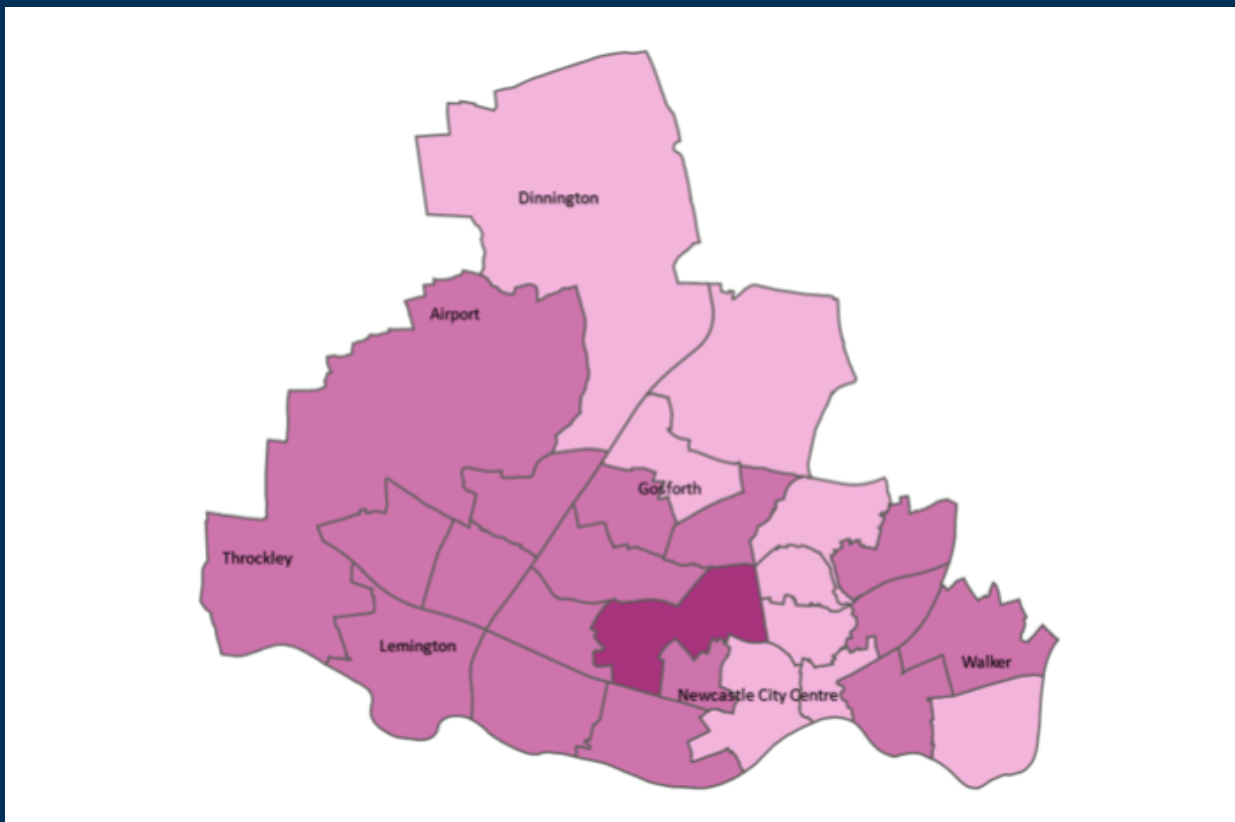 Dinnington
Airport
Gosforth
Throckley
Lemington
Walker
Newcastle City Centre